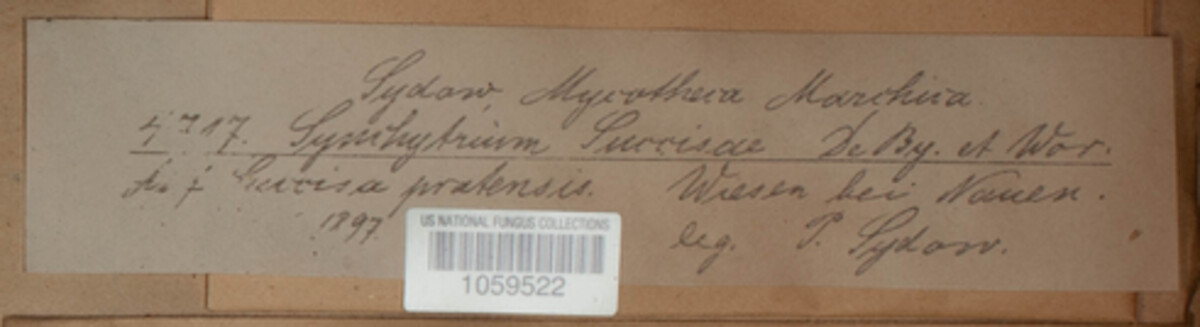 Sydow, Mycotheca Marchica
4717. Synchytrium Succisae De By. et Wor.
Succisa pratensis. Wiesen bei Nauen.
1897 leg. P. Sydow.
US NATIONAL FUNGUS COLLECTIONS
1059522